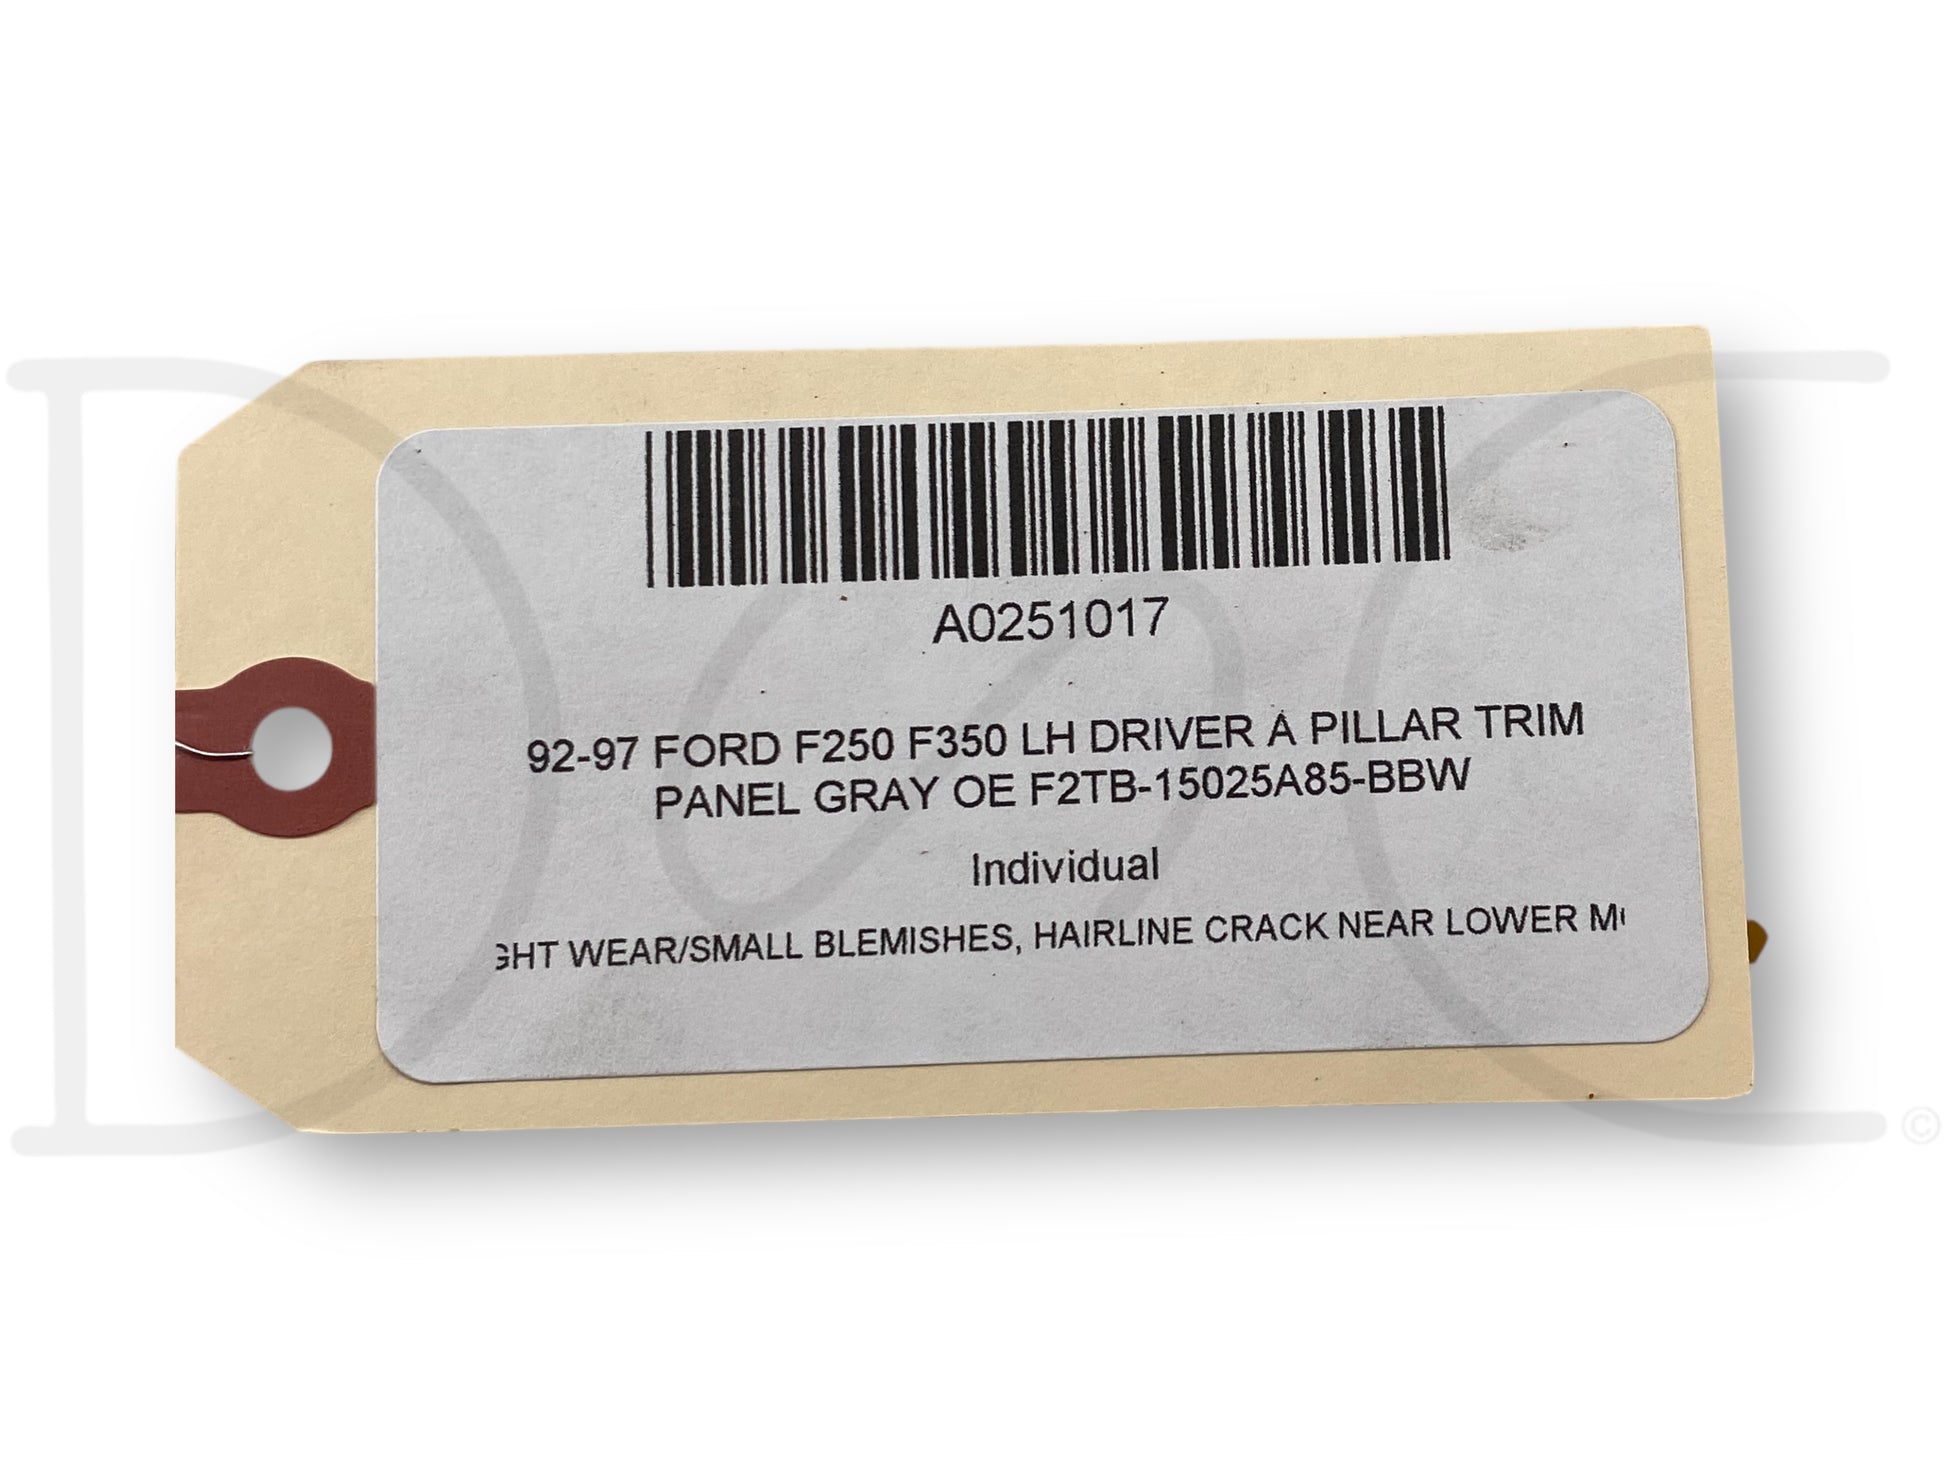 A0251017
92-97 FORD F250 F350 LH DRIVER A PILLAR TRIM
PANEL GRAY OE F2TB-15025A85-BBW
Individual
GHT WEAR/SMALL BLEMISHES, HAIRLINE CRACK NEAR LOWER M
©